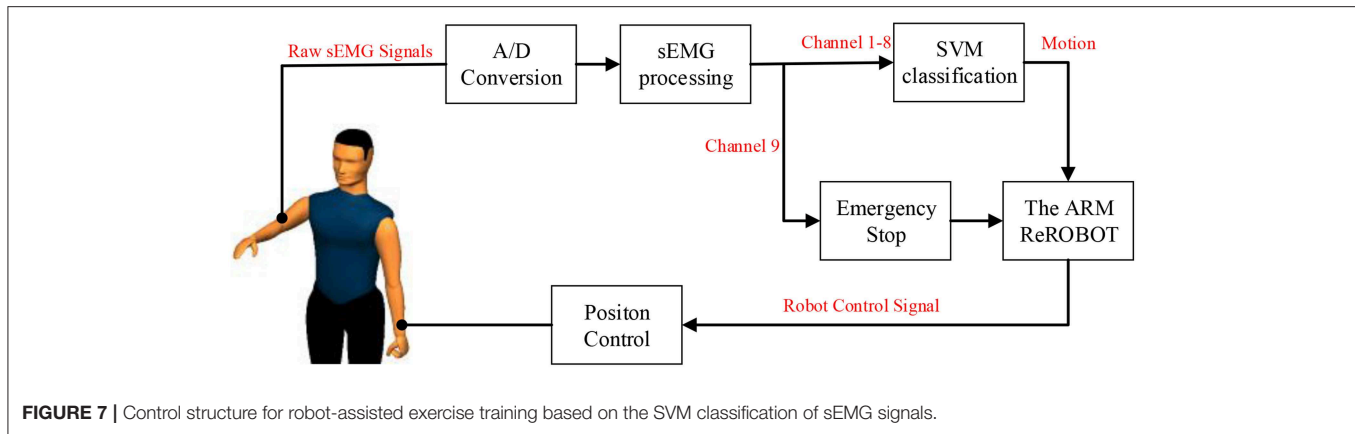 Raw sEMG Signals
A/D
Conversion
sEMG
processing
Channel 1-8
SVM
classification
Motion
Channel 9
Emergency
Stop
The ARM
ReROBOT
Robot Control Signal
Positon
Control
FIGURE 7 | Control structure for robot-assisted exercise training based on the SVM classification of sEMG signals.